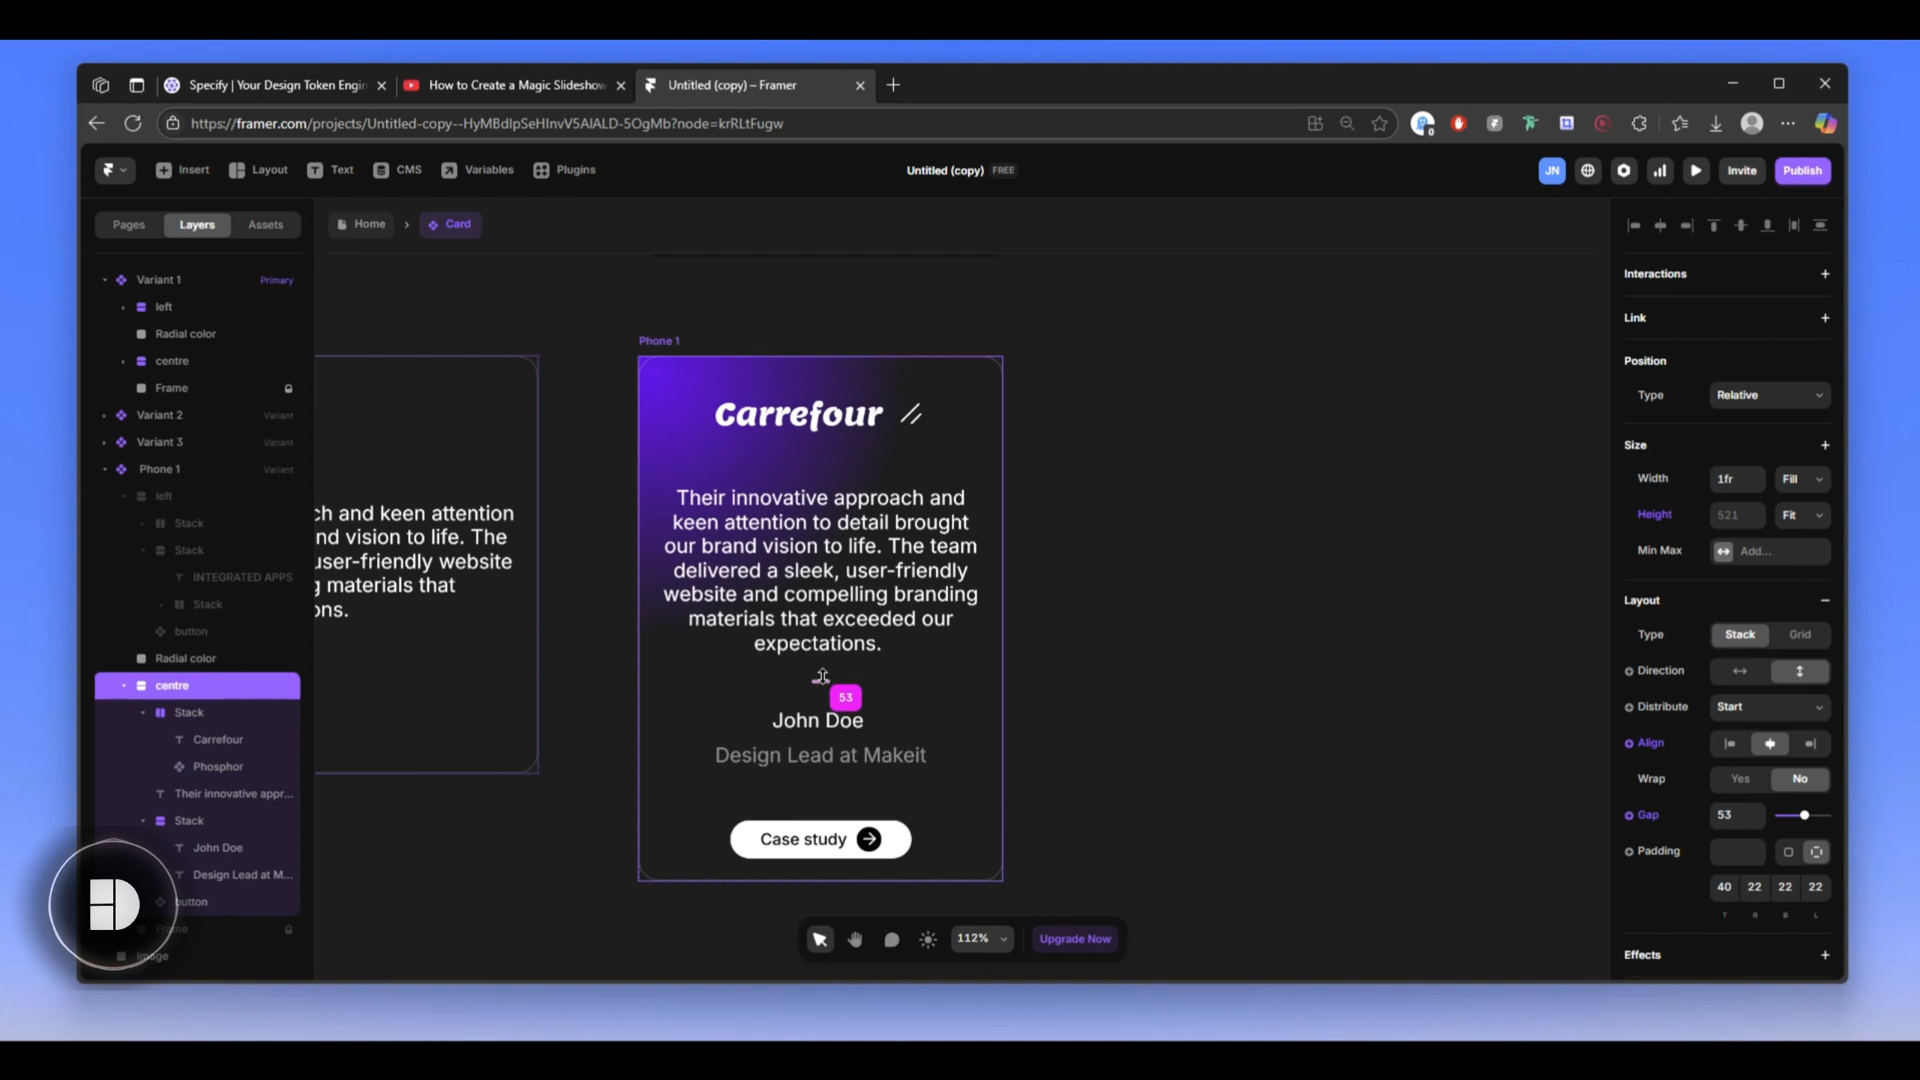 Specify | Your Design Token Engin
How to Create a Magic Slideshow
Untitled (copy) – Framer
https://framer.com/projects/Untitled-copy--HyMBdlpSeHInvV5AlALD-5OgMb?node=krRLtFugw
0
Insert
Layout
Text
CMS
Variables
Plugins
Untitled (copy) FREE
JN
Invite
Publish
Pages
Layers
Assets
Home
Card
Variant 1 Primary
left
Radial color
centre
Frame
Variant 2 Variant
Variant 3 Variant
Phone 1 Variant
left
Stack
Stack
INTEGRATED APPS
Stack
button
Radial color
centre
Stack
Carrefour
Phosphor
Their innovative appr...
Stack
John Doe
Design Lead at M...
button
Frame
Image
ch and keen attention
nd vision to life. The
user-friendly website
g materials that
ons.
Phone 1
Carrefour
Their innovative approach and
keen attention to detail brought
our brand vision to life. The team
delivered a sleek, user-friendly
website and compelling branding
materials that exceeded our
expectations.
53
John Doe
Design Lead at Makeit
Case study
112%
Upgrade Now
Interactions
Link
Position
Type Relative
Size
Width 1fr Fill
Height 521 Fit
Min Max Add...
Layout
Type Stack Grid
Direction
Distribute Start
Align
Wrap Yes No
Gap 53
Padding
40 22 22 22
T R B L
Effects